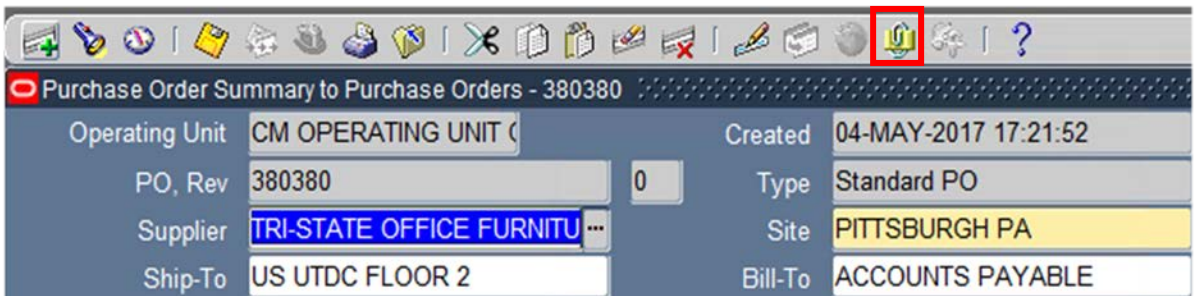 Purchase Order Summary to Purchase Orders - 380380
Operating Unit CM OPERATING UNIT ( Created 04-MAY-2017 17:21:52
PO, Rev 380380 0 Type Standard PO
Supplier TRI-STATE OFFICE FURNITU ... Site PITTSBURGH PA
Ship-To US UTDC FLOOR 2 Bill-To ACCOUNTS PAYABLE